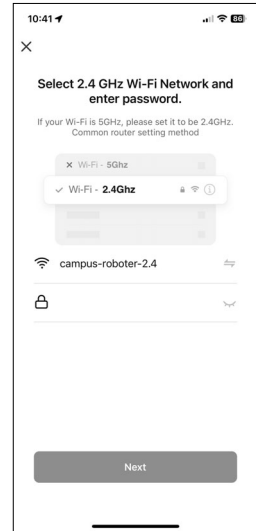 10:41
86
Select 2.4 GHz Wi-Fi Network and
enter password.
If your Wi-Fi is 5GHz, please set it to be 2.4GHz.
Common router setting method
Wi-Fi - 5Ghz
Wi-Fi - 2.4Ghz
campus-roboter-2.4
Next